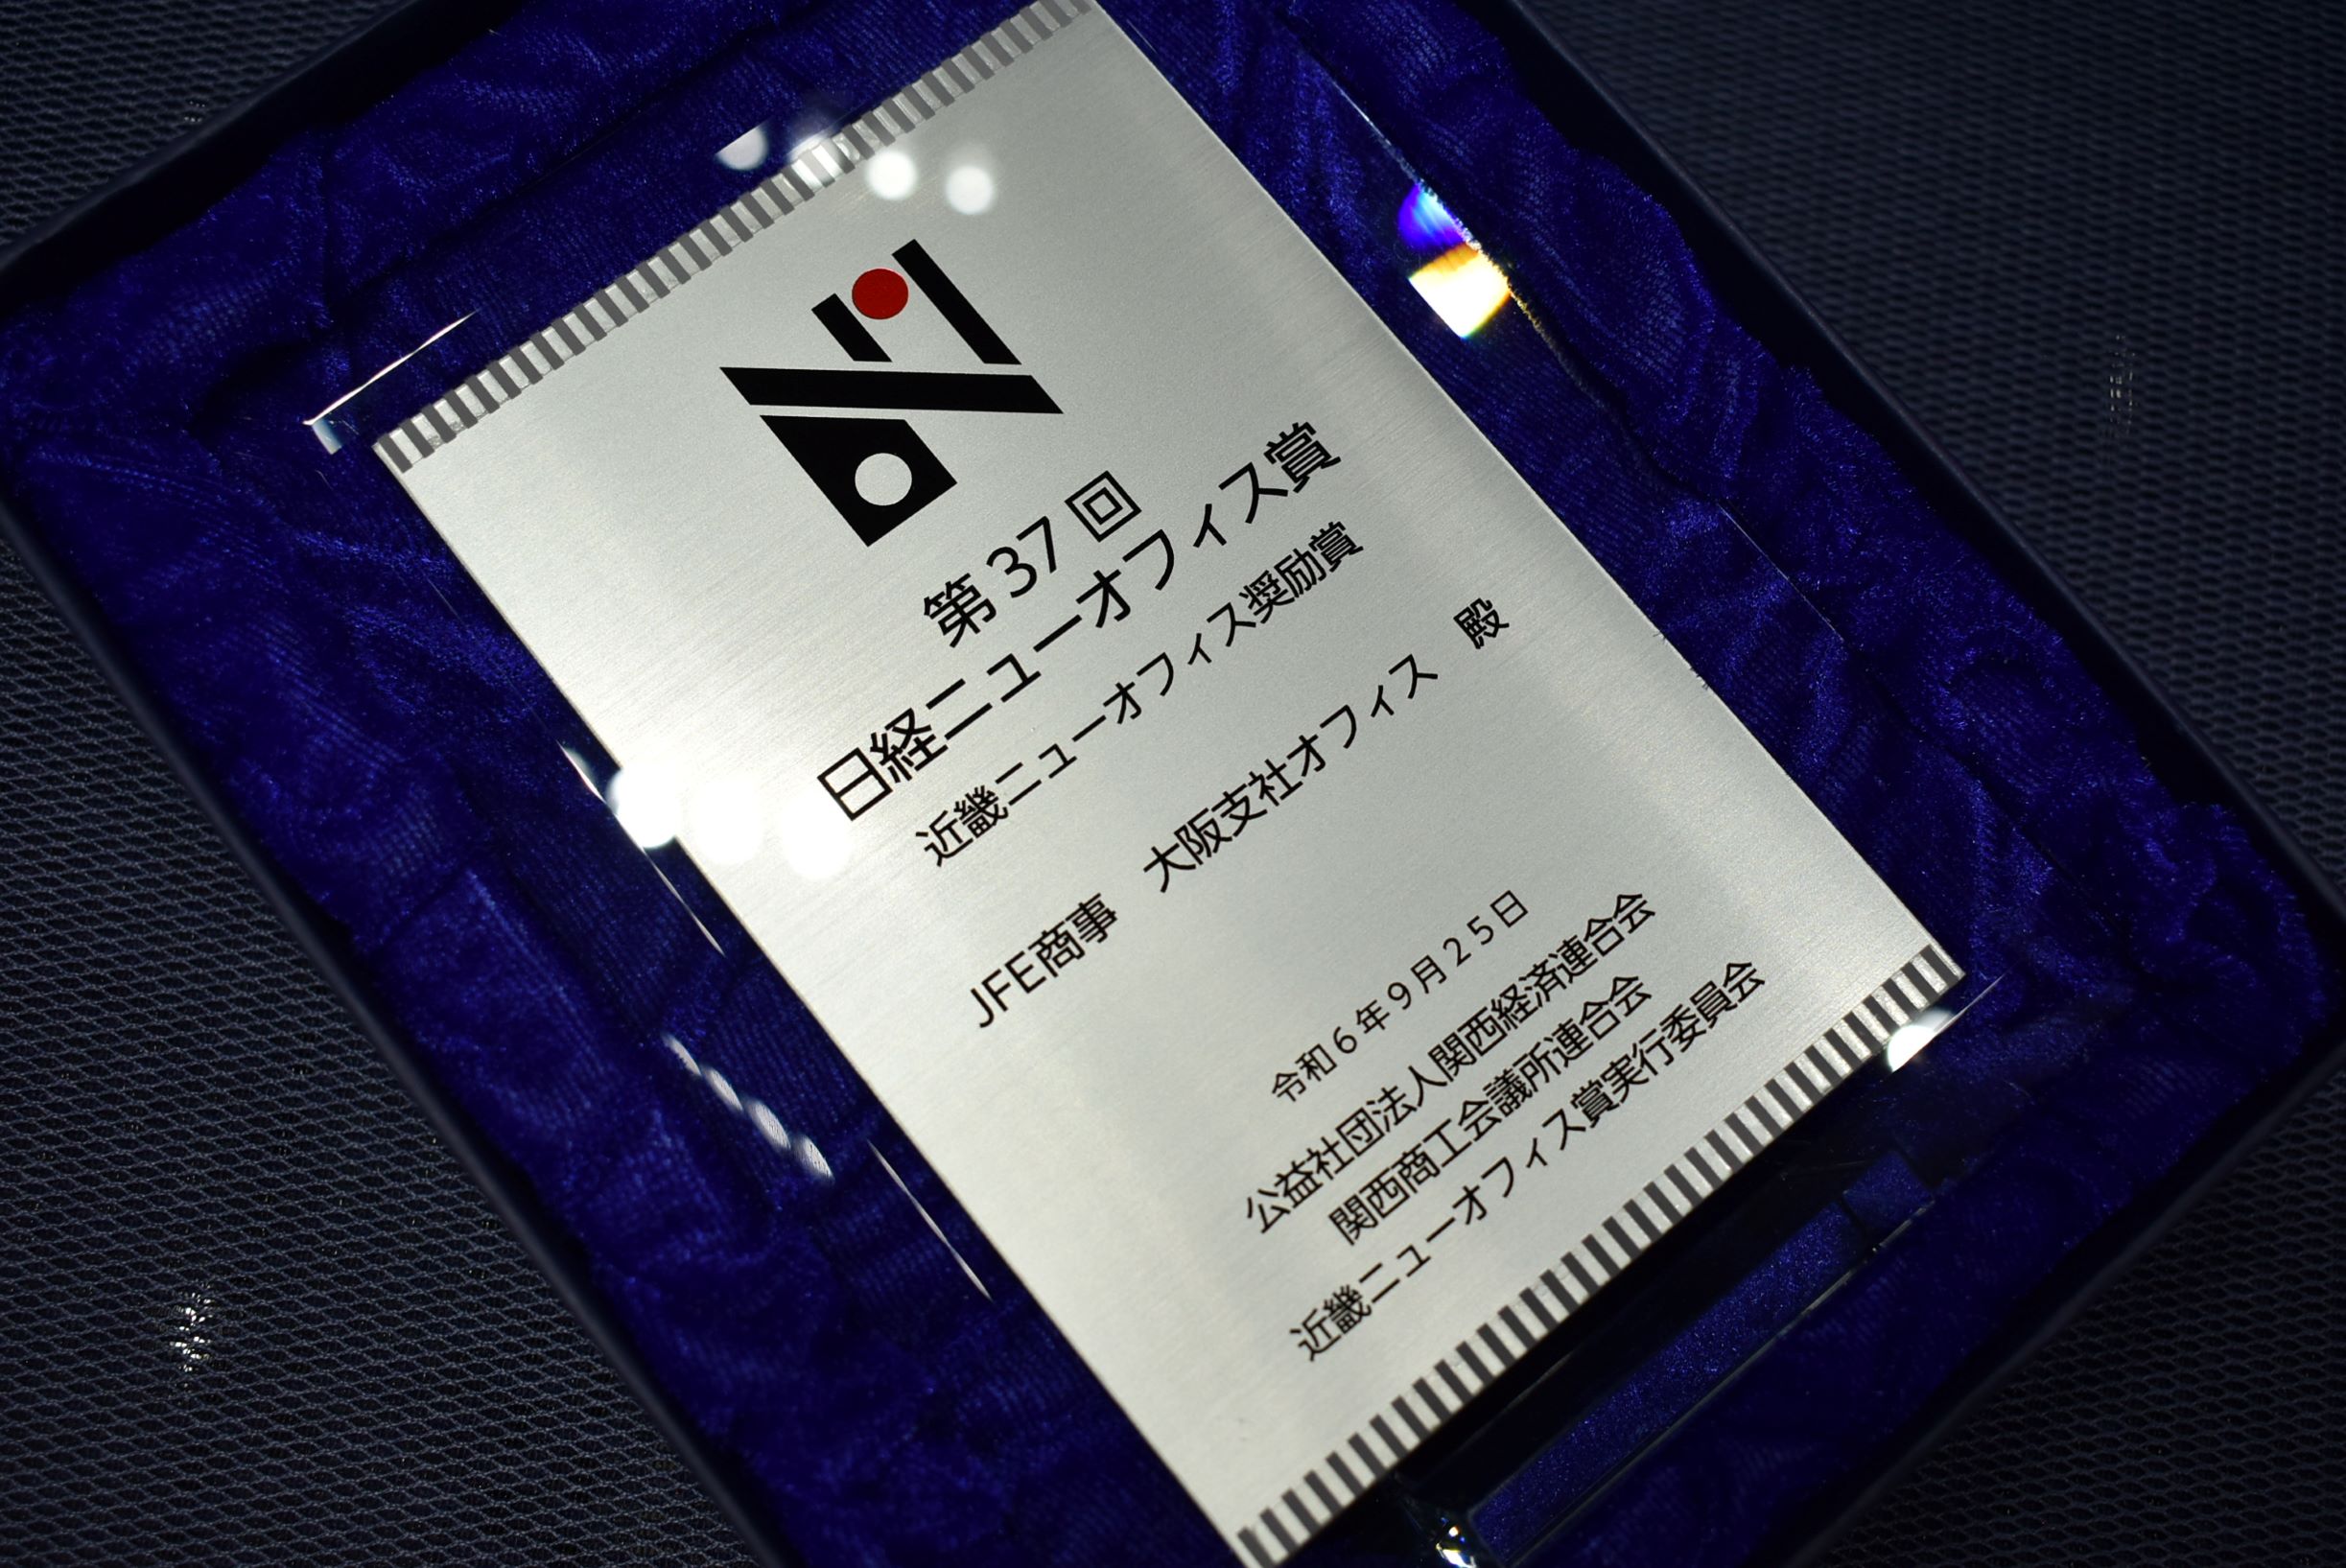 第37回
日経ニューオフィス賞
近畿ニューオフィス奨励賞
JFE商事　大阪支社オフィス　殿
令和6年9月25日
公益社団法人関西経済連合会
関西商工会議所連合会
近畿ニューオフィス賞実行委員会